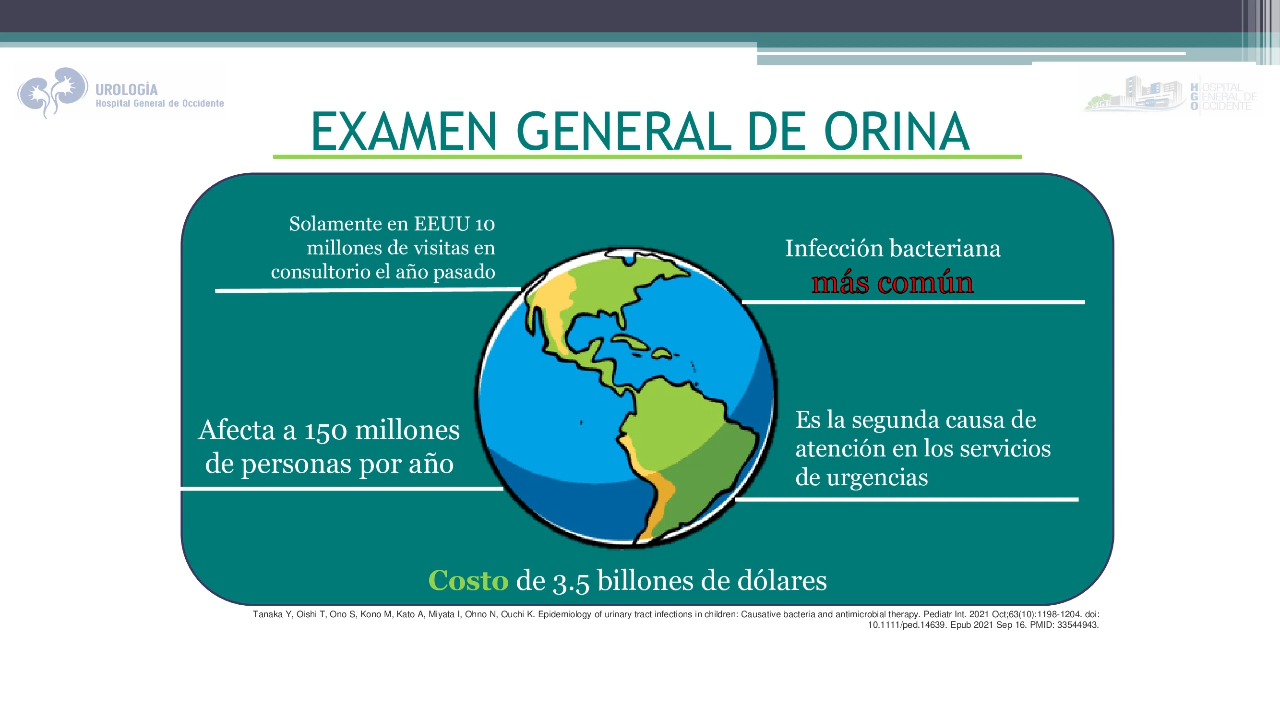 UROLOGÍA
Hospital General de Occidente
HOSPITAL
GENERAL DE
OCCIDENTE
EXAMEN GENERAL DE ORINA
Solamente en EEUU 10
millones de visitas en
consultorio el año pasado
Infección bacteriana
más común
Afecta a 150 millones
de personas por año
Es la segunda causa de
atención en los servicios
de urgencias
Costo de 3.5 billones de dólares
Tanaka Y, Oishi T, Ono S, Kono M, Kato A, Miyata I, Ohno N, Ouchi K. Epidemiology of urinary tract infections in children: Causative bacteria and antimicrobial therapy. Pediatr Int. 2021 Oct;63(10):1198-1204. doi:
10.1111/ped.14639. Epub 2021 Sep 16. PMID: 33544943.